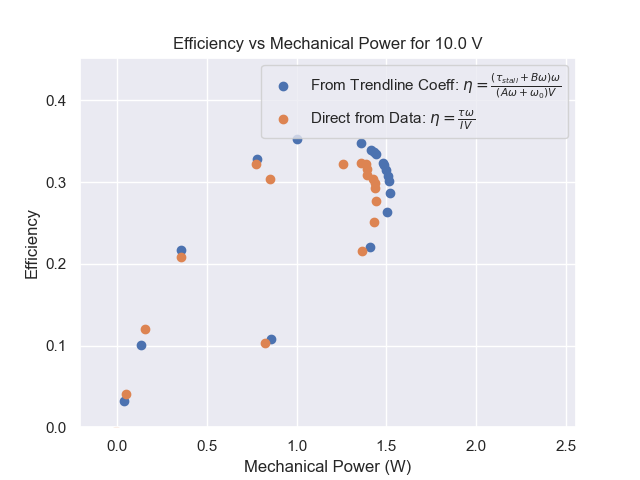 Efficiency vs Mechanical Power for 10.0 V
From Trendline Coeff: η = (τ_stall + Bω)ω / (Aω + ω₀)V
Direct from Data: η = τω / IV
Efficiency
0.4
0.3
0.2
0.1
0.0
0.0 0.5 1.0 1.5 2.0 2.5
Mechanical Power (W)